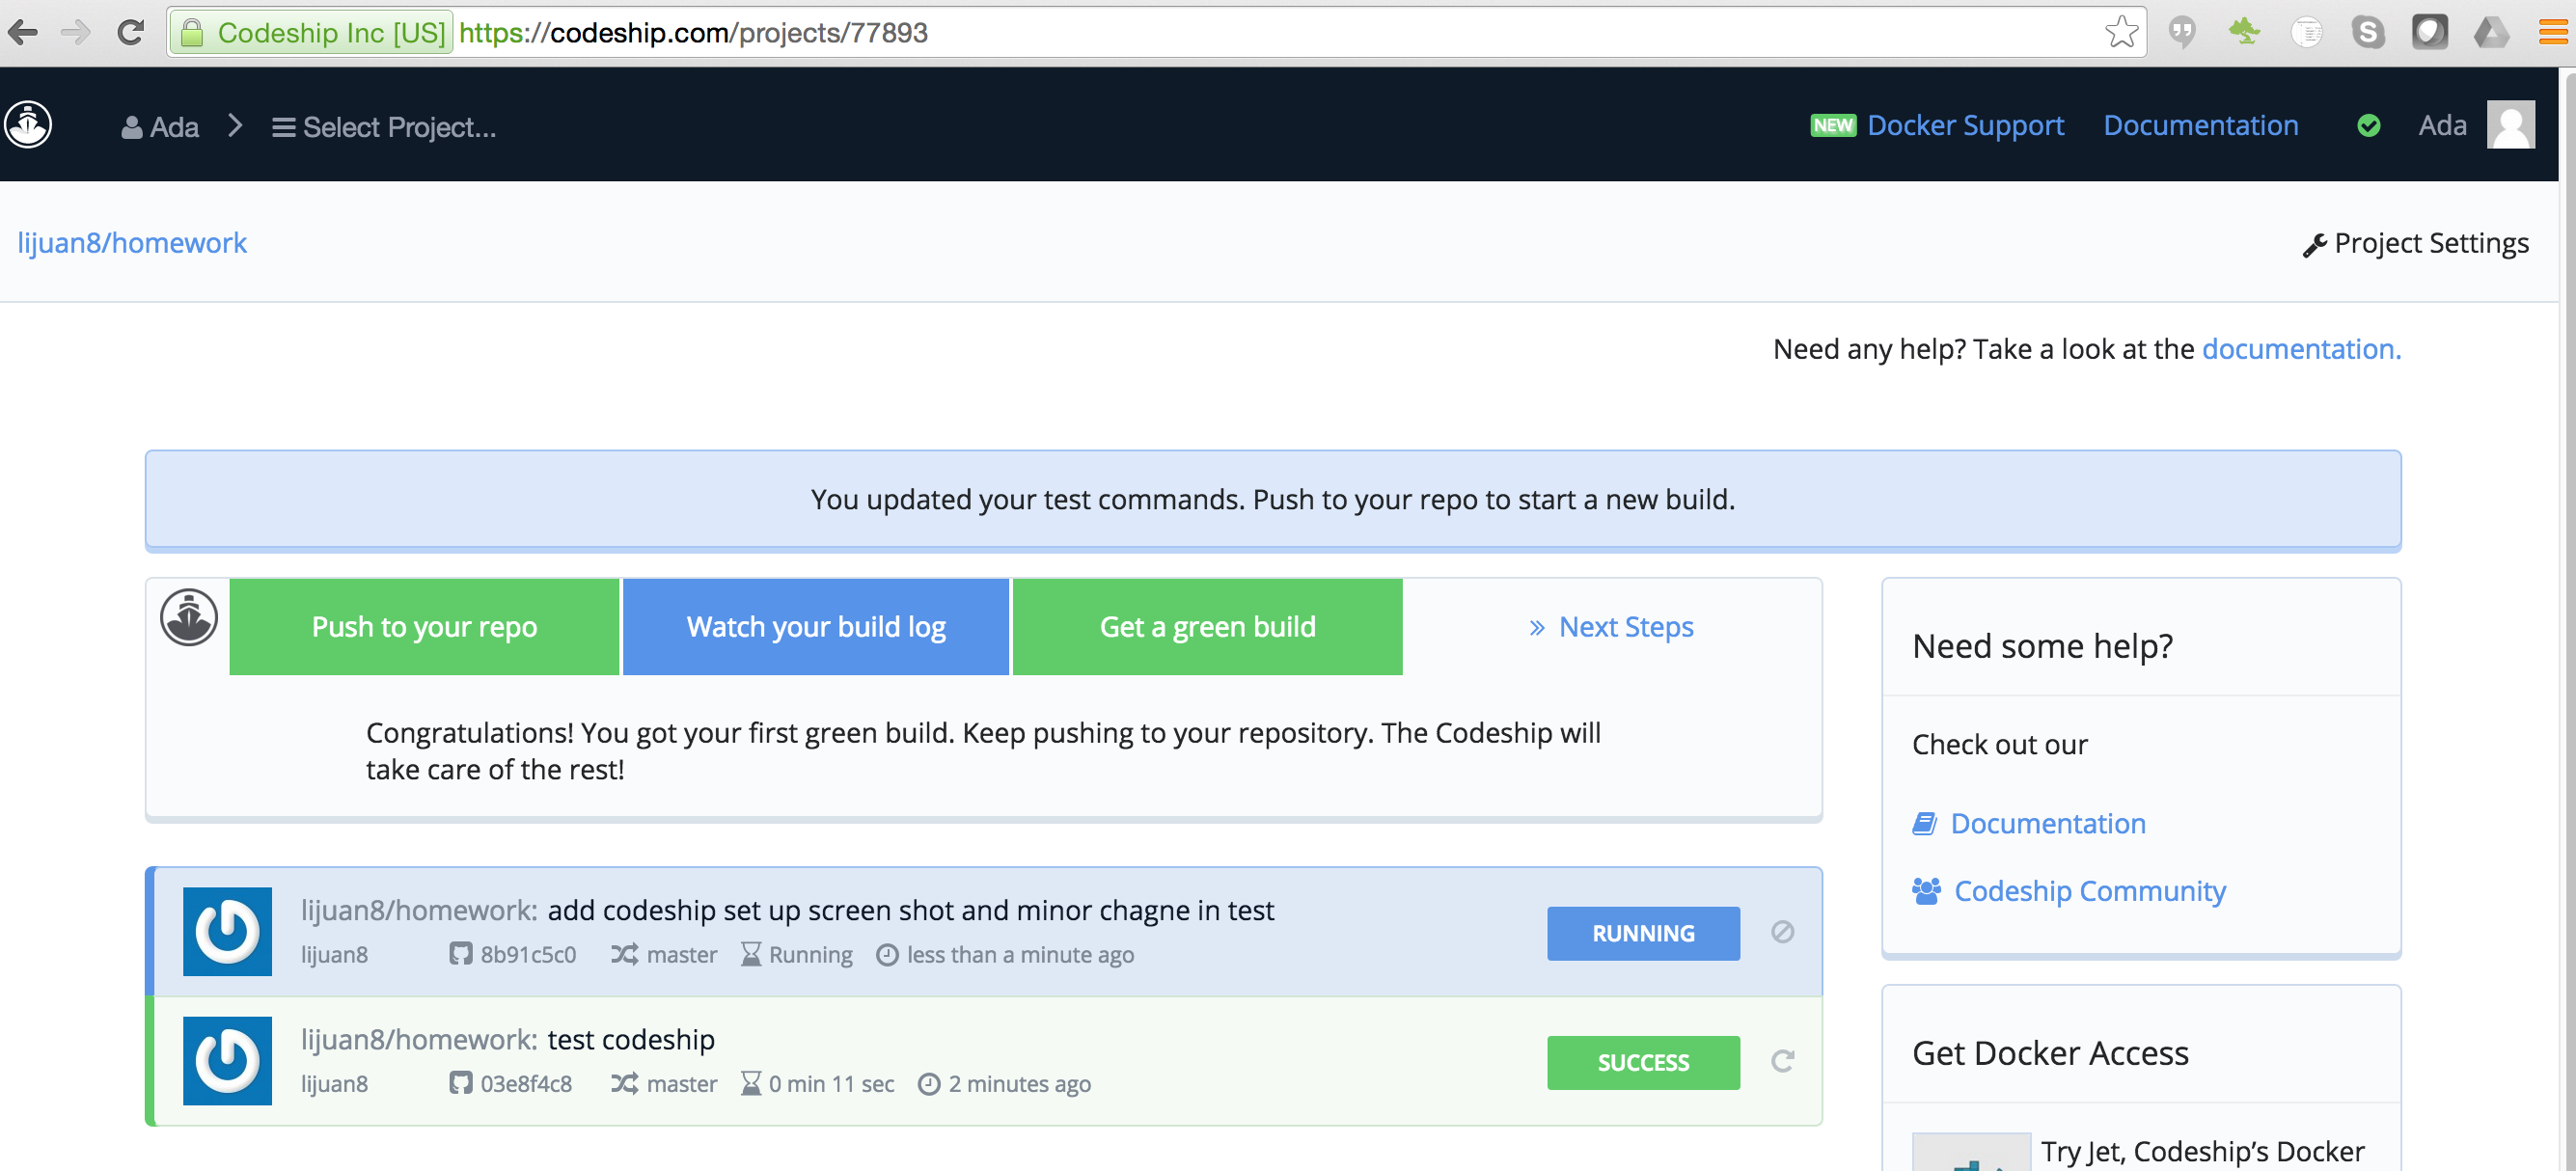 Codeship Inc [US] https://codeship.com/projects/77893
Ada Select Project... NEW Docker Support Documentation Ada
lijuan8/homework Project Settings
Need any help? Take a look at the documentation.
You updated your test commands. Push to your repo to start a new build.
Push to your repo Watch your build log Get a green build » Next Steps
Congratulations! You got your first green build. Keep pushing to your repository. The Codeship will
take care of the rest!
lijuan8/homework: add codeship set up screen shot and minor chagne in test
lijuan8 8b91c5c0 master Running less than a minute ago
RUNNING
lijuan8/homework: test codeship
lijuan8 03e8f4c8 master 0 min 11 sec 2 minutes ago
SUCCESS
Need some help?
Check out our
Documentation
Codeship Community
Get Docker Access
Try Jet, Codeship's Docker